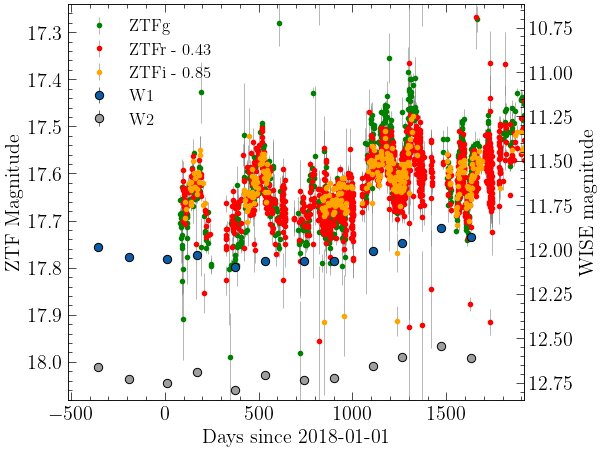 ZTFg
ZTFr - 0.43
ZTFi - 0.85
W1
W2
17.3
17.4
17.5
17.6
17.7
17.8
17.9
18.0
ZTF Magnitude
10.75
11.00
11.25
11.50
11.75
12.00
12.25
12.50
12.75
WISE magnitude
−500
0
500
1000
1500
Days since 2018-01-01